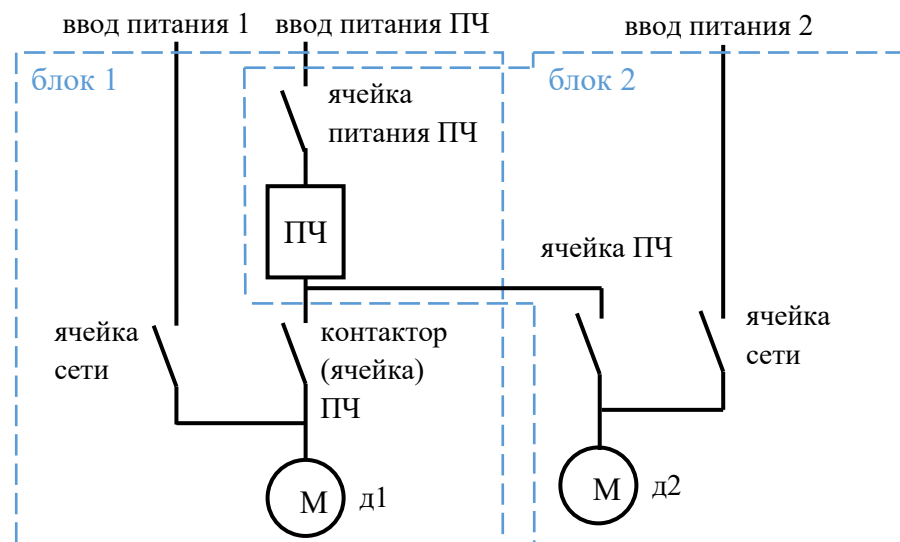 ввод питания 1
ввод питания ПЧ
ввод питания 2
блок 1
блок 2
ячейка
питания ПЧ
ПЧ
ячейка ПЧ
ячейка
сети
контактор
(ячейка)
ПЧ
ячейка
сети
М
д1
М
д2